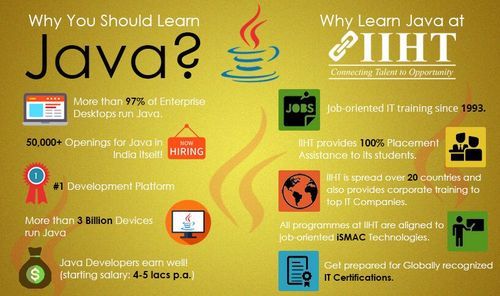 Why You Should Learn
Java?
More than 97% of Enterprise
Desktops run Java.
50,000+ Openings for Java in
India itself!
NOW
HIRING
1
#1 Development Platform
More than 3 Billion Devices
run Java
Java Developers earn well!
(starting salary: 4-5 lacs p.a.)
$
Why Learn Java at
IIHT
Connecting Talent to Opportunity
JOBS
Job-oriented IT training since 1993.
IIHT provides 100% Placement
Assistance to its students.
IIHT is spread over 20 countries and
also provides corporate training to
top IT Companies.
All programmes at IIHT are aligned to
job-oriented iSMAC Technologies.
Get prepared for Globally recognized
IT Certifications.